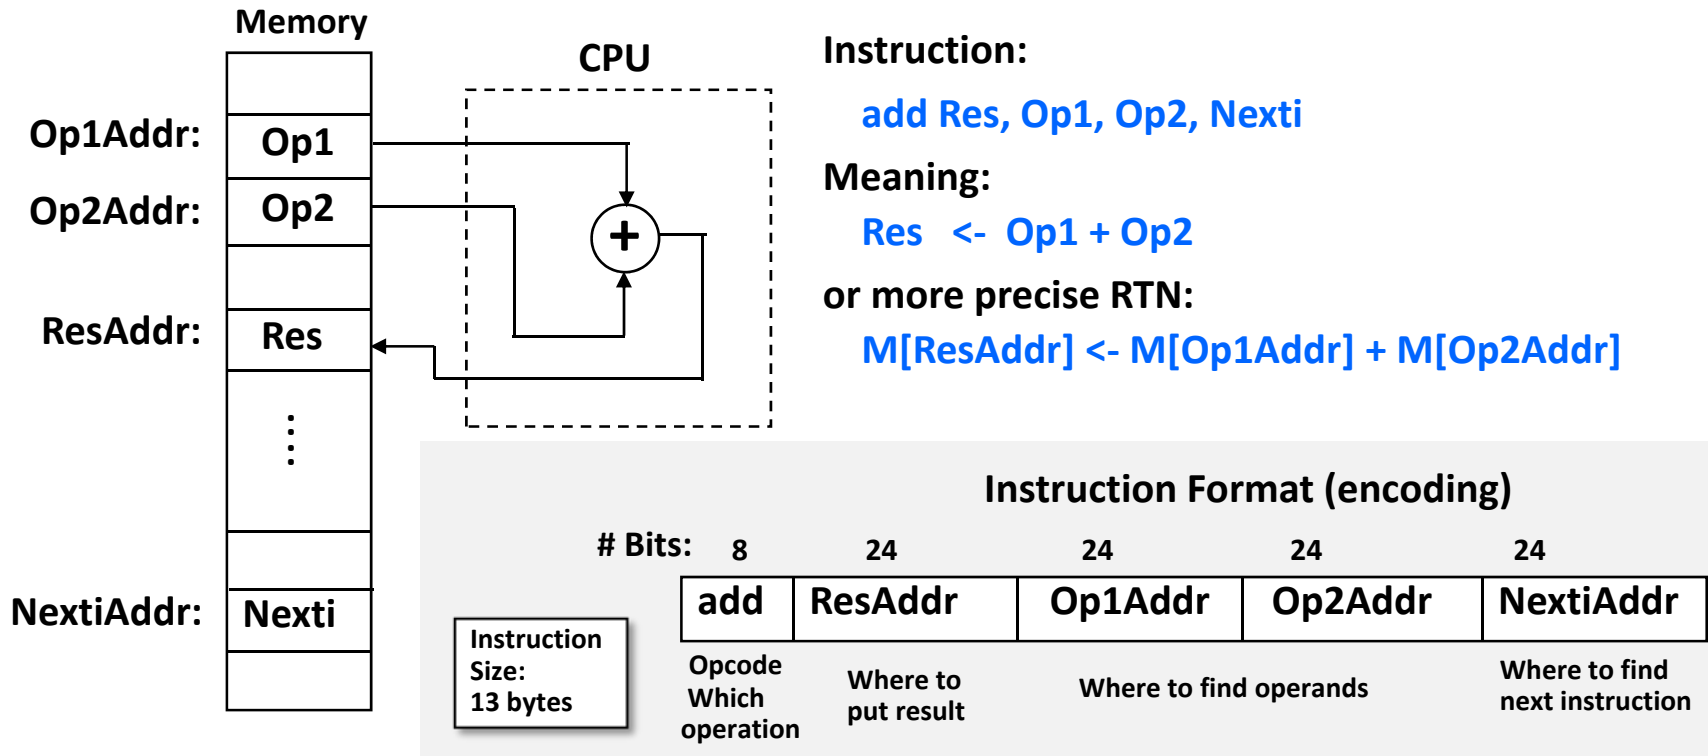 Memory
CPU
Op1Addr:
Op1
Op2Addr:
Op2
+
ResAddr:
Res
NextiAddr:
Nexti
Instruction:
add Res, Op1, Op2, Nexti
Meaning:
Res <- Op1 + Op2
or more precise RTN:
M[ResAddr] <- M[Op1Addr] + M[Op2Addr]
Instruction Format (encoding)
# Bits: 8 24 24 24 24
add ResAddr Op1Addr Op2Addr NextiAddr
Instruction
Size:
13 bytes
Opcode
Which
operation
Where to
put result
Where to find operands
Where to find
next instruction